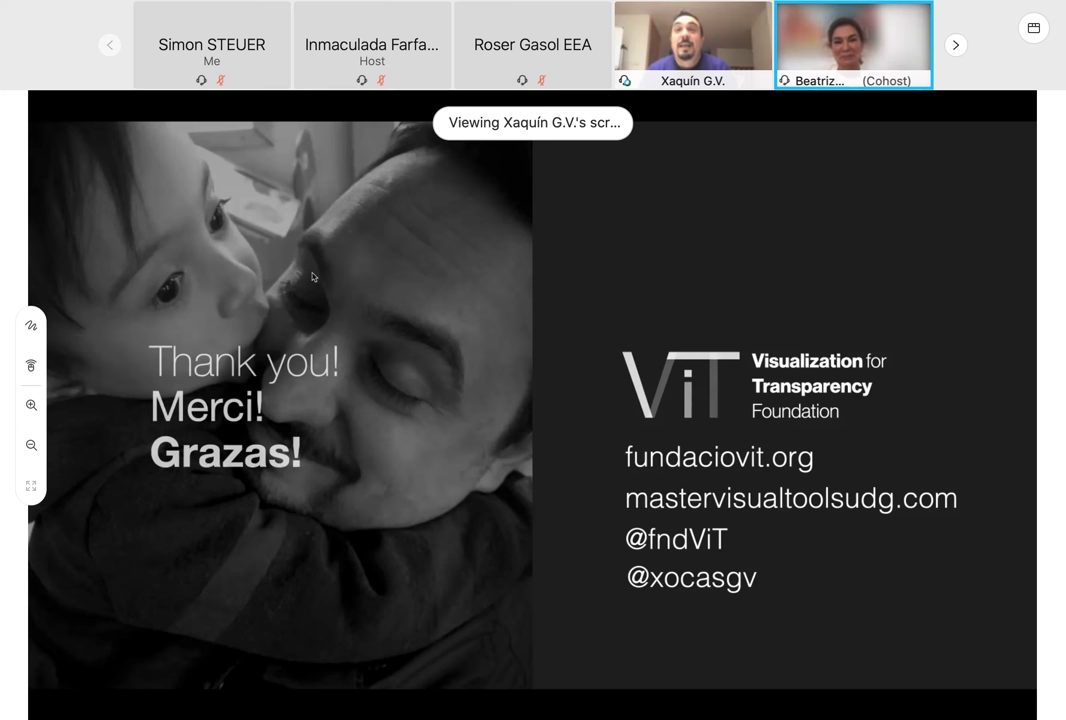 Simon STEUER
Me
Inmaculada Farfa...
Host
Roser Gasol EEA
Xaquín G.V.
Beatriz... (Cohost)
Viewing Xaquín G.V.'s scr...
Thank you!
Merci!
Grazas!
ViT
Visualization for
Transparency
Foundation
fundaciovit.org
mastervisualtoolsudg.com
@fndViT
@xocasgv